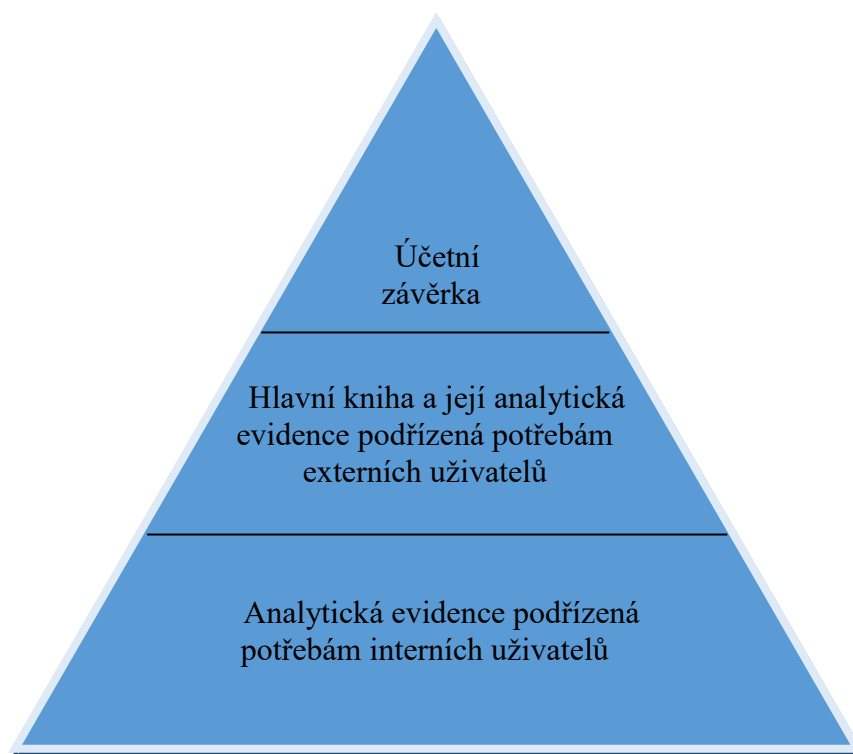 Účetní
závěrka
Hlavní kniha a její analytická
evidence podřízená potřebám
externích uživatelů
Analytická evidence podřízená
potřebám interních uživatelů